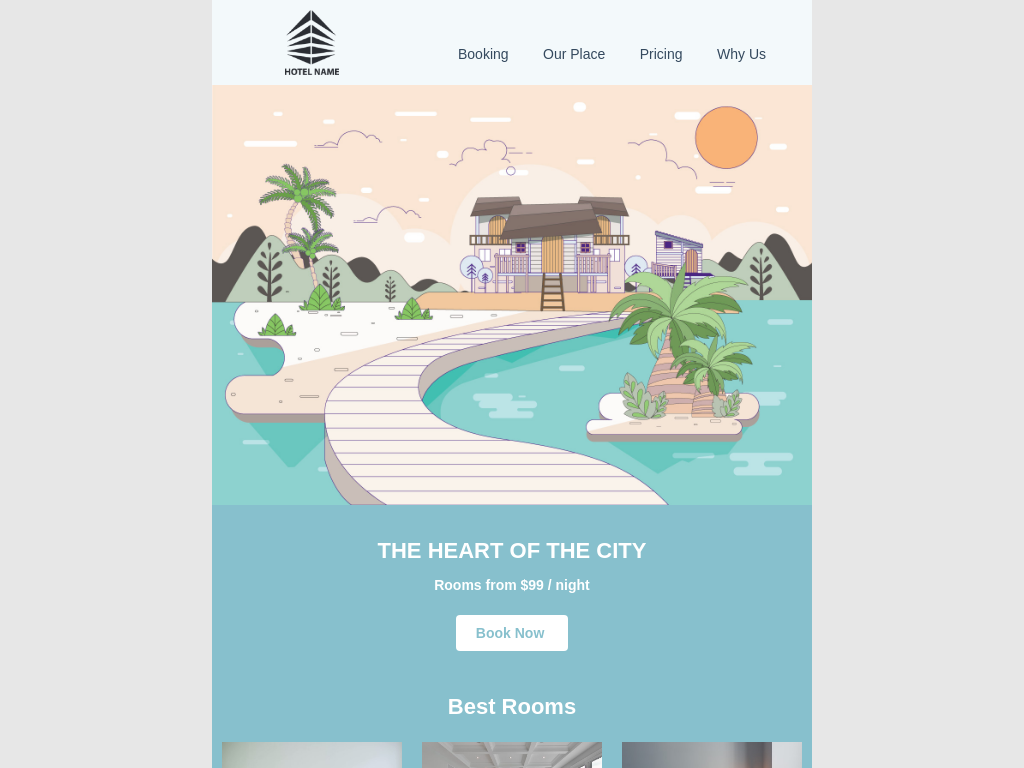 HOTEL NAME
Booking Our Place Pricing Why Us
THE HEART OF THE CITY
Rooms from $99 / night
Book Now
Best Rooms